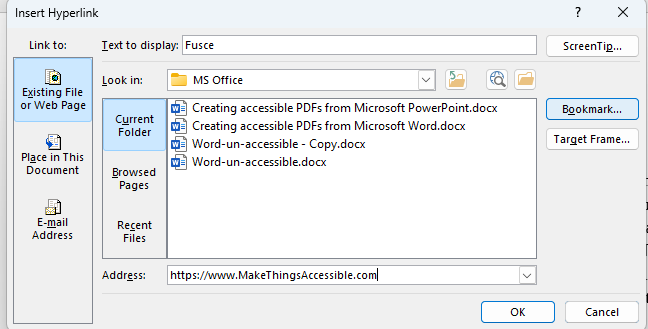 Insert Hyperlink
Link to:
Text to display: Fusce
ScreenTip...
Existing File
or Web Page
Look in: MS Office
Current
Folder
Creating accessible PDFs from Microsoft PowerPoint.docx
Creating accessible PDFs from Microsoft Word.docx
Word-un-accessible - Copy.docx
Word-un-accessible.docx
Bookmark...
Place in This
Document
Browsed
Pages
Target Frame...
E-mail
Address
Recent
Files
Address: https://www.MakeThingsAccessible.com
OK
Cancel